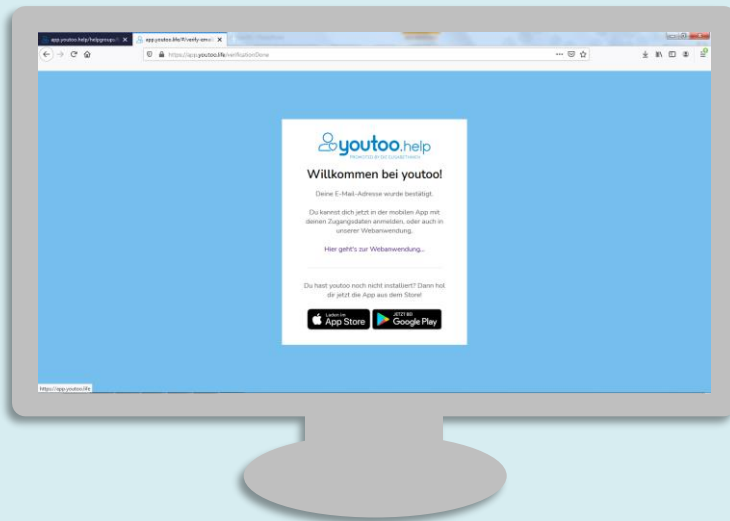 app.youtoo.help/helpgroups/
app.youtoo.life/#/verify-email
https://app.youtoo.life/verificationDone
youtoo.help
Willkommen bei youtoo!
Deine E-Mail-Adresse wurde bestätigt.
Du kannst dich jetzt in der mobilen App mit
deinen Zugangsdaten anmelden, oder auch in
unserer Webanwendung.
Hier geht's zur Webanwendung...
Du hast youtoo noch nicht installiert? Dann hol
dir jetzt die App aus dem Store!
Laden im
App Store
JETZT BEI
Google Play
https://app.youtoo.life